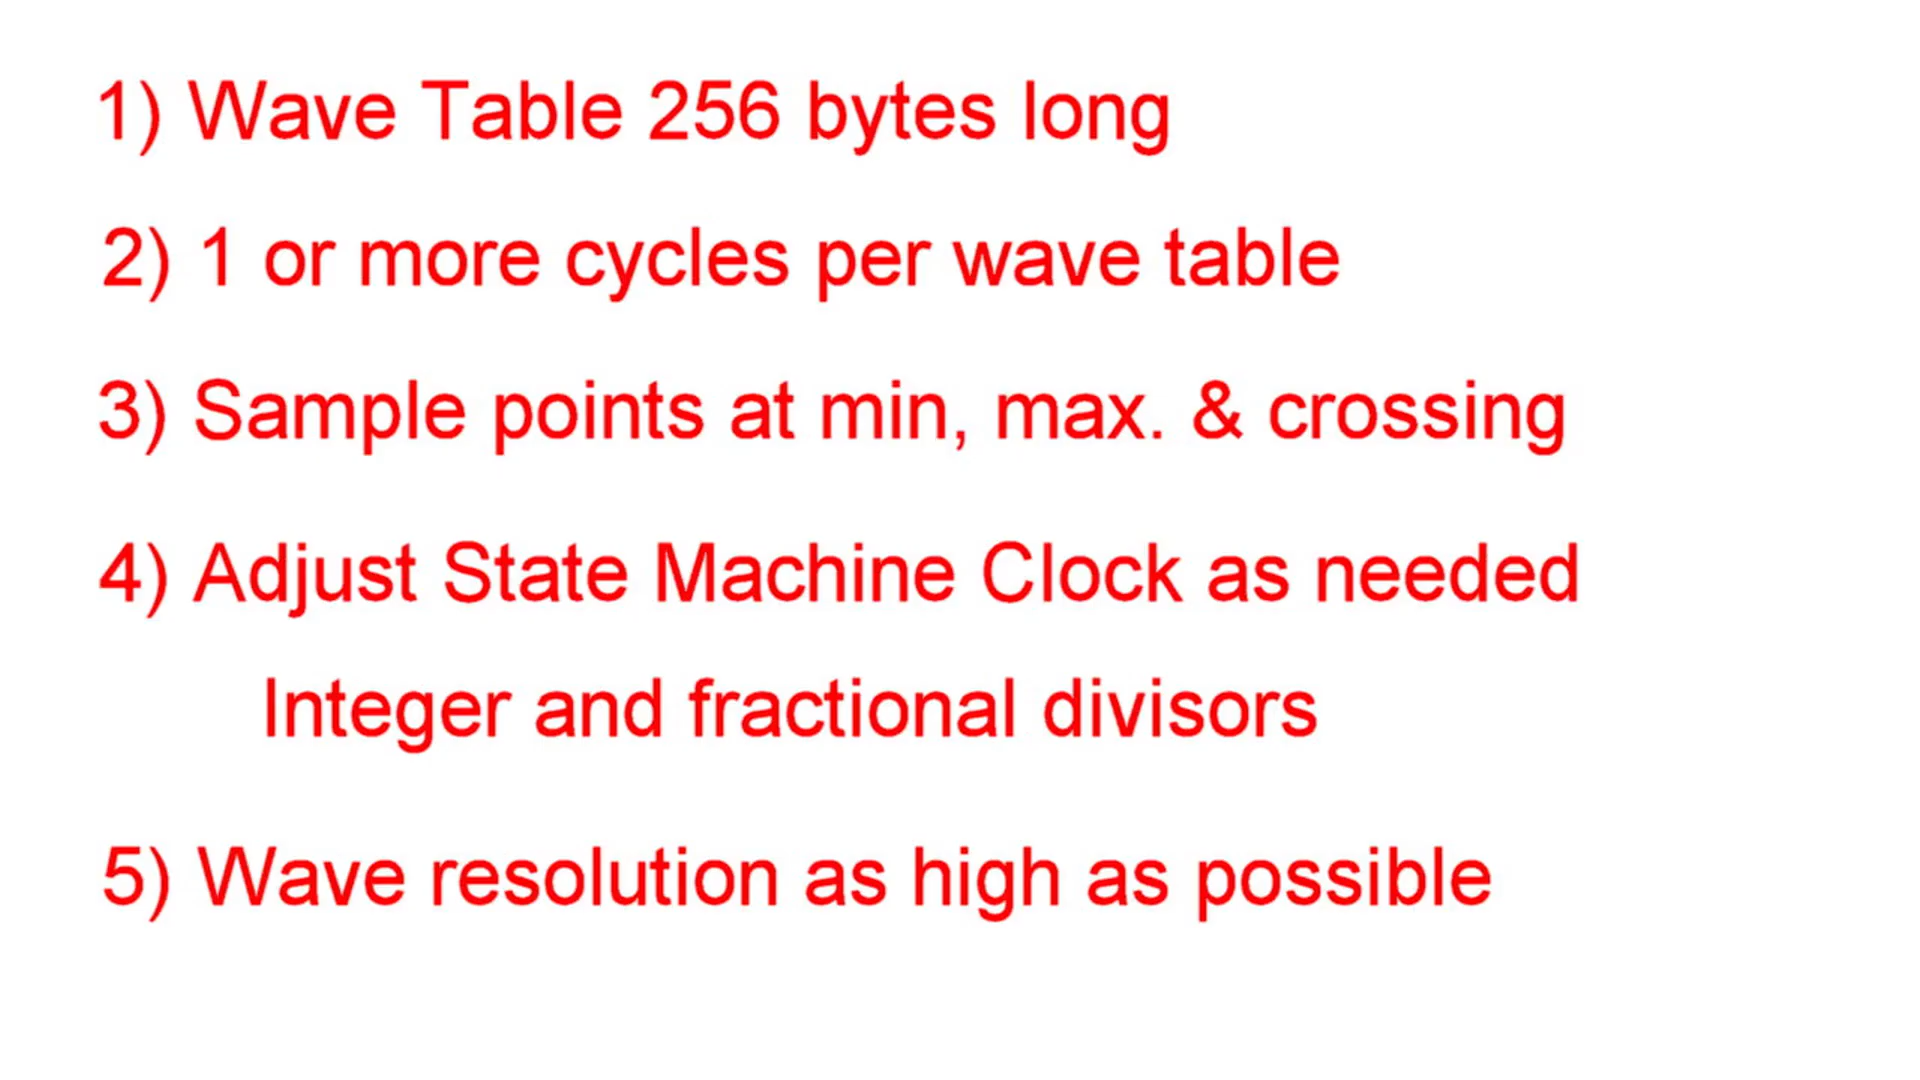 1) Wave Table 256 bytes long
2) 1 or more cycles per wave table
3) Sample points at min, max. & crossing
4) Adjust State Machine Clock as needed
Integer and fractional divisors
5) Wave resolution as high as possible